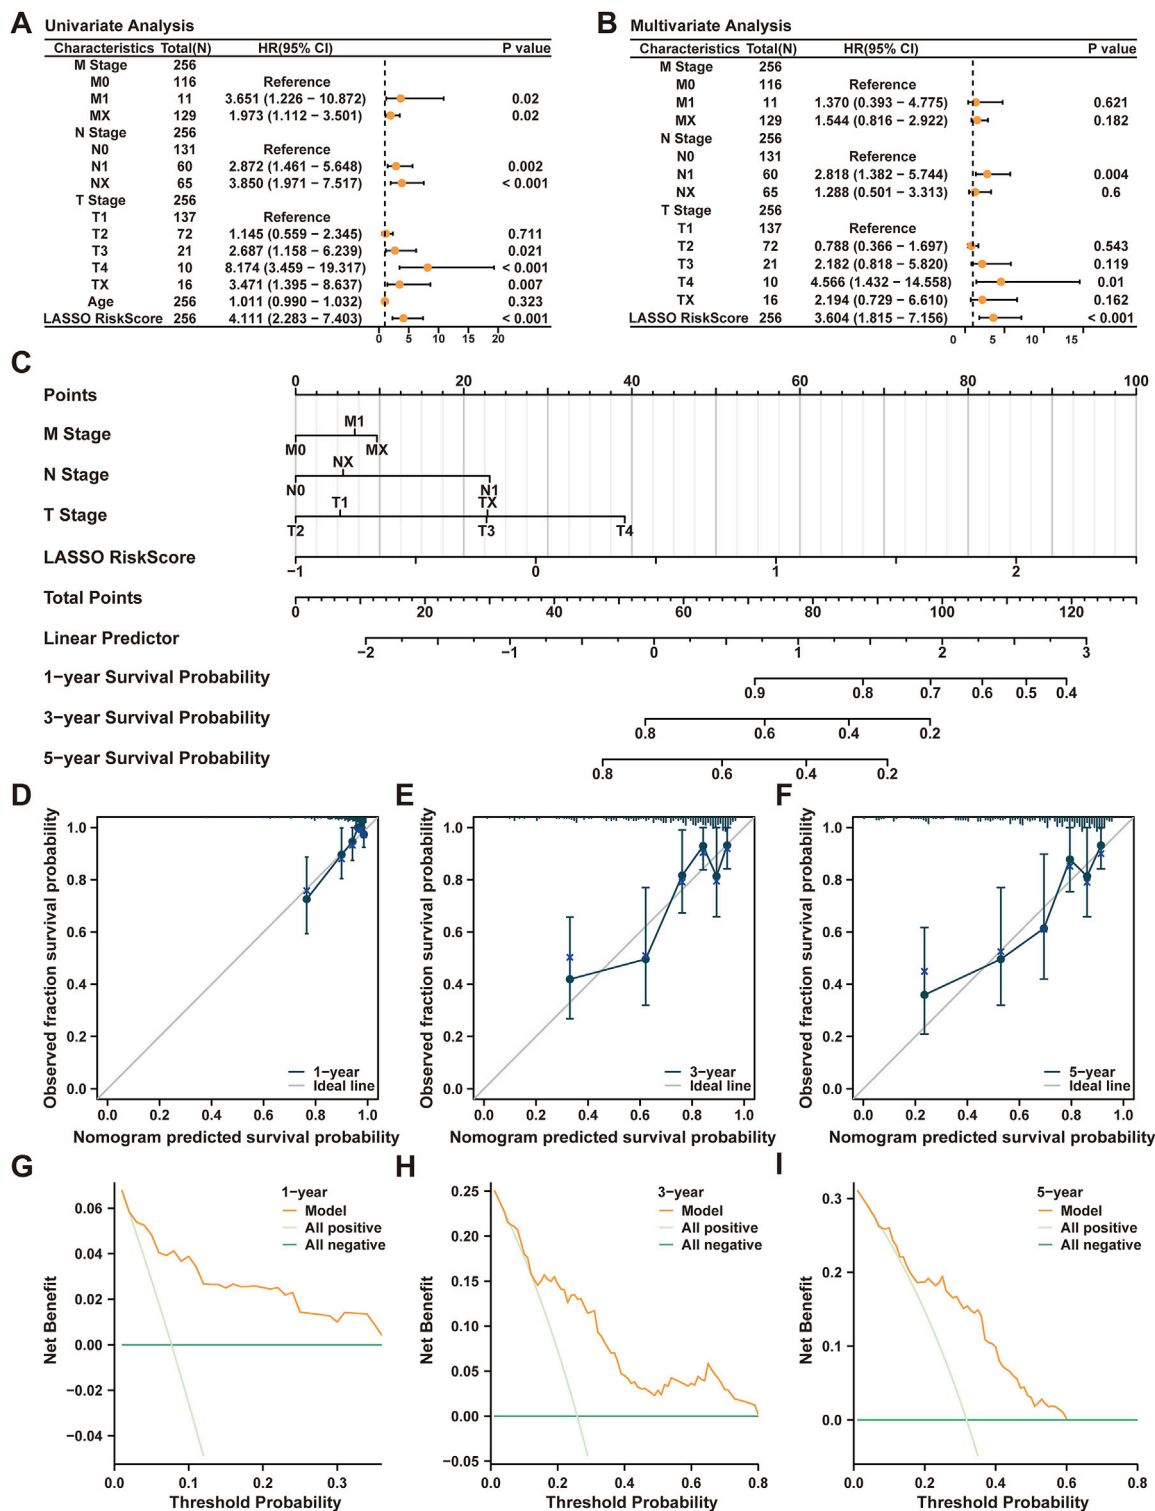 A Univariate Analysis
Characteristics Total(N) HR(95% CI) P value
M Stage 256
M0 116 Reference
M1 11 3.651 (1.226 − 10.872) 0.02
MX 129 1.973 (1.112 − 3.501) 0.02
N Stage 256
N0 131 Reference
N1 60 2.872 (1.461 − 5.648) 0.002
NX 65 3.850 (1.971 − 7.517) < 0.001
T Stage 256
T1 137 Reference
T2 72 1.145 (0.559 − 2.345) 0.711
T3 21 2.687 (1.158 − 6.239) 0.021
T4 10 8.174 (3.459 − 19.317) < 0.001
TX 16 3.471 (1.395 − 8.637) 0.007
Age 256 1.011 (0.990 − 1.032) 0.323
LASSO RiskScore 256 4.111 (2.283 − 7.403) < 0.001
0 5 10 15 20
B Multivariate Analysis
Characteristics Total(N) HR(95% CI) P value
M Stage 256
M0 116 Reference
M1 11 1.370 (0.393 − 4.775) 0.621
MX 129 1.544 (0.816 − 2.922) 0.182
N Stage 256
N0 131 Reference
N1 60 2.818 (1.382 − 5.744) 0.004
NX 65 1.288 (0.501 − 3.313) 0.6
T Stage 256
T1 137 Reference
T2 72 0.788 (0.366 − 1.697) 0.543
T3 21 2.182 (0.818 − 5.820) 0.119
T4 10 4.566 (1.432 − 14.558) 0.01
TX 16 2.194 (0.729 − 6.610) 0.162
LASSO RiskScore 256 3.604 (1.815 − 7.156) < 0.001
0 5 10 15
C
0 20 40 60 80 100
Points
M1
M Stage
M0 MX
NX
N Stage
N0 N1
T1 TX
T Stage
T2 T3 T4
LASSO RiskScore
−1 0 1 2
Total Points
0 20 40 60 80 100 120
Linear Predictor
−2 −1 0 1 2 3
1−year Survival Probability
0.9 0.8 0.7 0.6 0.5 0.4
3−year Survival Probability
0.8 0.6 0.4 0.2
5−year Survival Probability
0.8 0.6 0.4 0.2
D
Observed fraction survival probability
1.0
0.8
0.6
0.4
0.2
0.0
1−year
Ideal line
0.0 0.2 0.4 0.6 0.8 1.0
Nomogram predicted survival probability
E
Observed fraction survival probability
1.0
0.8
0.6
0.4
0.2
0.0
3−year
Ideal line
0.0 0.2 0.4 0.6 0.8 1.0
Nomogram predicted survival probability
F
Observed fraction survival probability
1.0
0.8
0.6
0.4
0.2
0.0
5−year
Ideal line
0.0 0.2 0.4 0.6 0.8 1.0
Nomogram predicted survival probability
G
Net Benefit
0.06
0.04
0.02
0.00
−0.02
−0.04
1−year
Model
All positive
All negative
0.0 0.1 0.2 0.3
Threshold Probability
H
Net Benefit
0.25
0.20
0.15
0.10
0.05
0.00
−0.05
3−year
Model
All positive
All negative
0.0 0.2 0.4 0.6 0.8
Threshold Probability
I
Net Benefit
0.3
0.2
0.1
0.0
5−year
Model
All positive
All negative
0.0 0.2 0.4 0.6 0.8
Threshold Probability